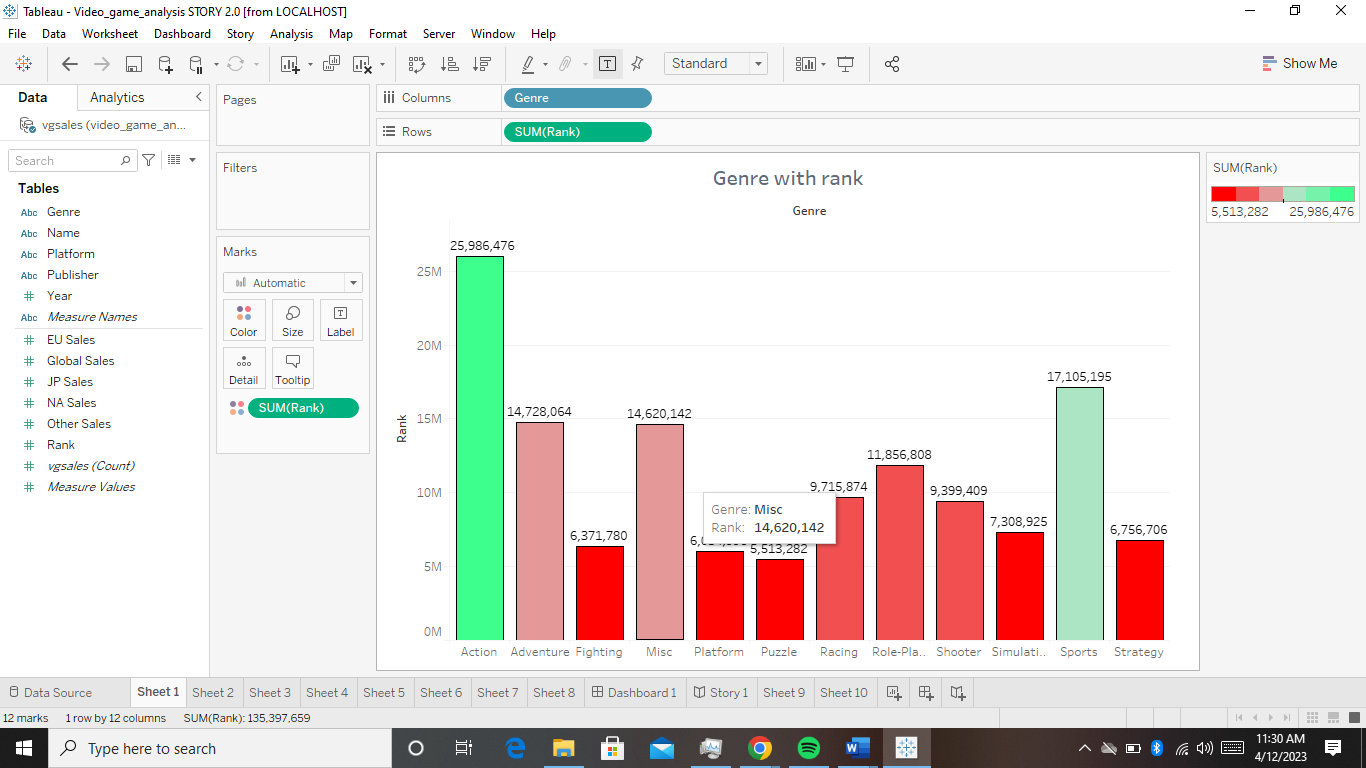 Tableau - Video_game_analysis STORY 2.0 [from LOCALHOST]
File Data Worksheet Dashboard Story Analysis Map Format Server Window Help
Standard
Show Me
Data Analytics
vgsales (video_game_an...
Search
Tables
Abc Genre
Abc Name
Abc Platform
Abc Publisher
# Year
Abc Measure Names
# EU Sales
# Global Sales
# JP Sales
# NA Sales
# Other Sales
# Rank
# vgsales (Count)
# Measure Values
Pages
Filters
Marks
Automatic
Color Size Label
Detail Tooltip
SUM(Rank)
Columns Genre
Rows SUM(Rank)
Genre with rank
Genre
Rank
25M
20M
15M
10M
5M
0M
25,986,476
14,728,064
6,371,780
14,620,142
5,513,282
9,715,874
11,856,808
9,399,409
7,308,925
17,105,195
6,756,706
Genre: Misc
Rank: 14,620,142
Action Adventure Fighting Misc Platform Puzzle Racing Role-Pla.. Shooter Simulati.. Sports Strategy
SUM(Rank)
5,513,282 25,986,476
Data Source Sheet 1 Sheet 2 Sheet 3 Sheet 4 Sheet 5 Sheet 6 Sheet 7 Sheet 8 Dashboard 1 Story 1 Sheet 9 Sheet 10
12 marks 1 row by 12 columns SUM(Rank): 135,397,659
Type here to search
11:30 AM
4/12/2023